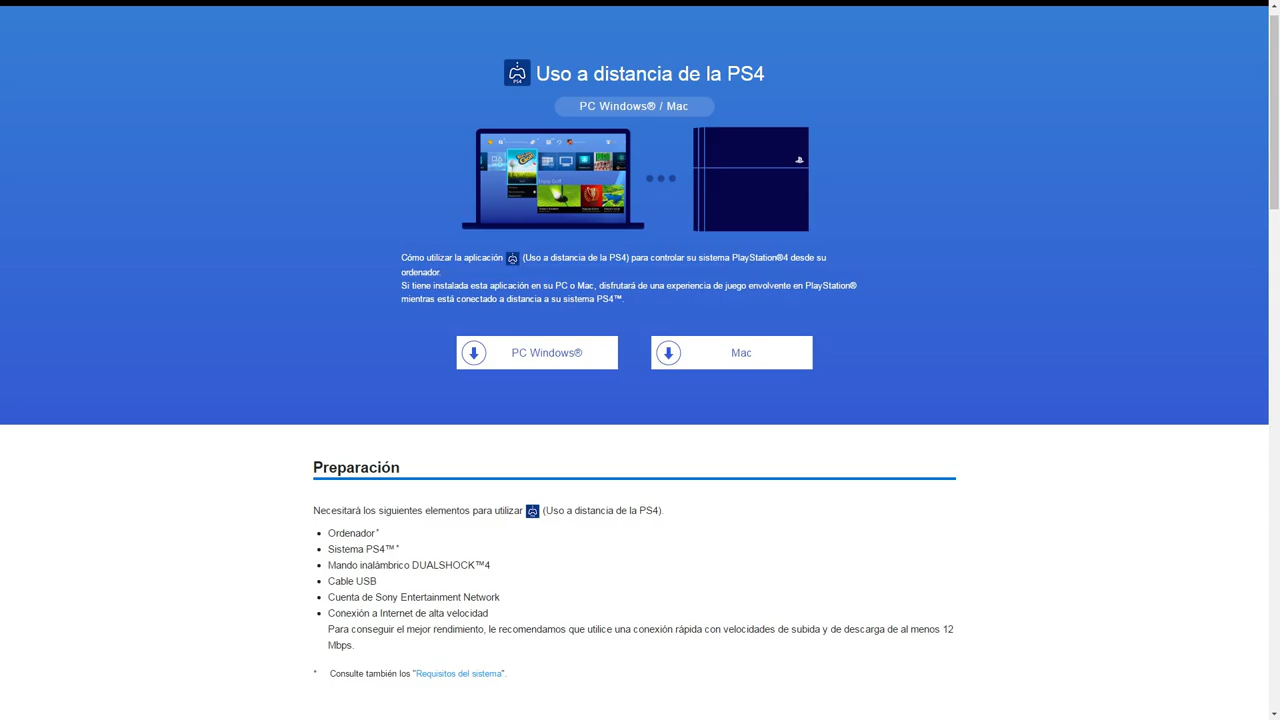 Uso a distancia de la PS4
PC Windows® / Mac
Cómo utilizar la aplicación (Uso a distancia de la PS4) para controlar su sistema PlayStation®4 desde su
ordenador.
Si tiene instalada esta aplicación en su PC o Mac, disfrutará de una experiencia de juego envolvente en PlayStation®
mientras está conectado a distancia a su sistema PS4™.
PC Windows®
Mac
Preparación
Necesitará los siguientes elementos para utilizar (Uso a distancia de la PS4).
• Ordenador*
• Sistema PS4™*
• Mando inalámbrico DUALSHOCK™4
• Cable USB
• Cuenta de Sony Entertainment Network
• Conexión a Internet de alta velocidad
Para conseguir el mejor rendimiento, le recomendamos que utilice una conexión rápida con velocidades de subida y de descarga de al menos 12
Mbps.
* Consulte también los "Requisitos del sistema".